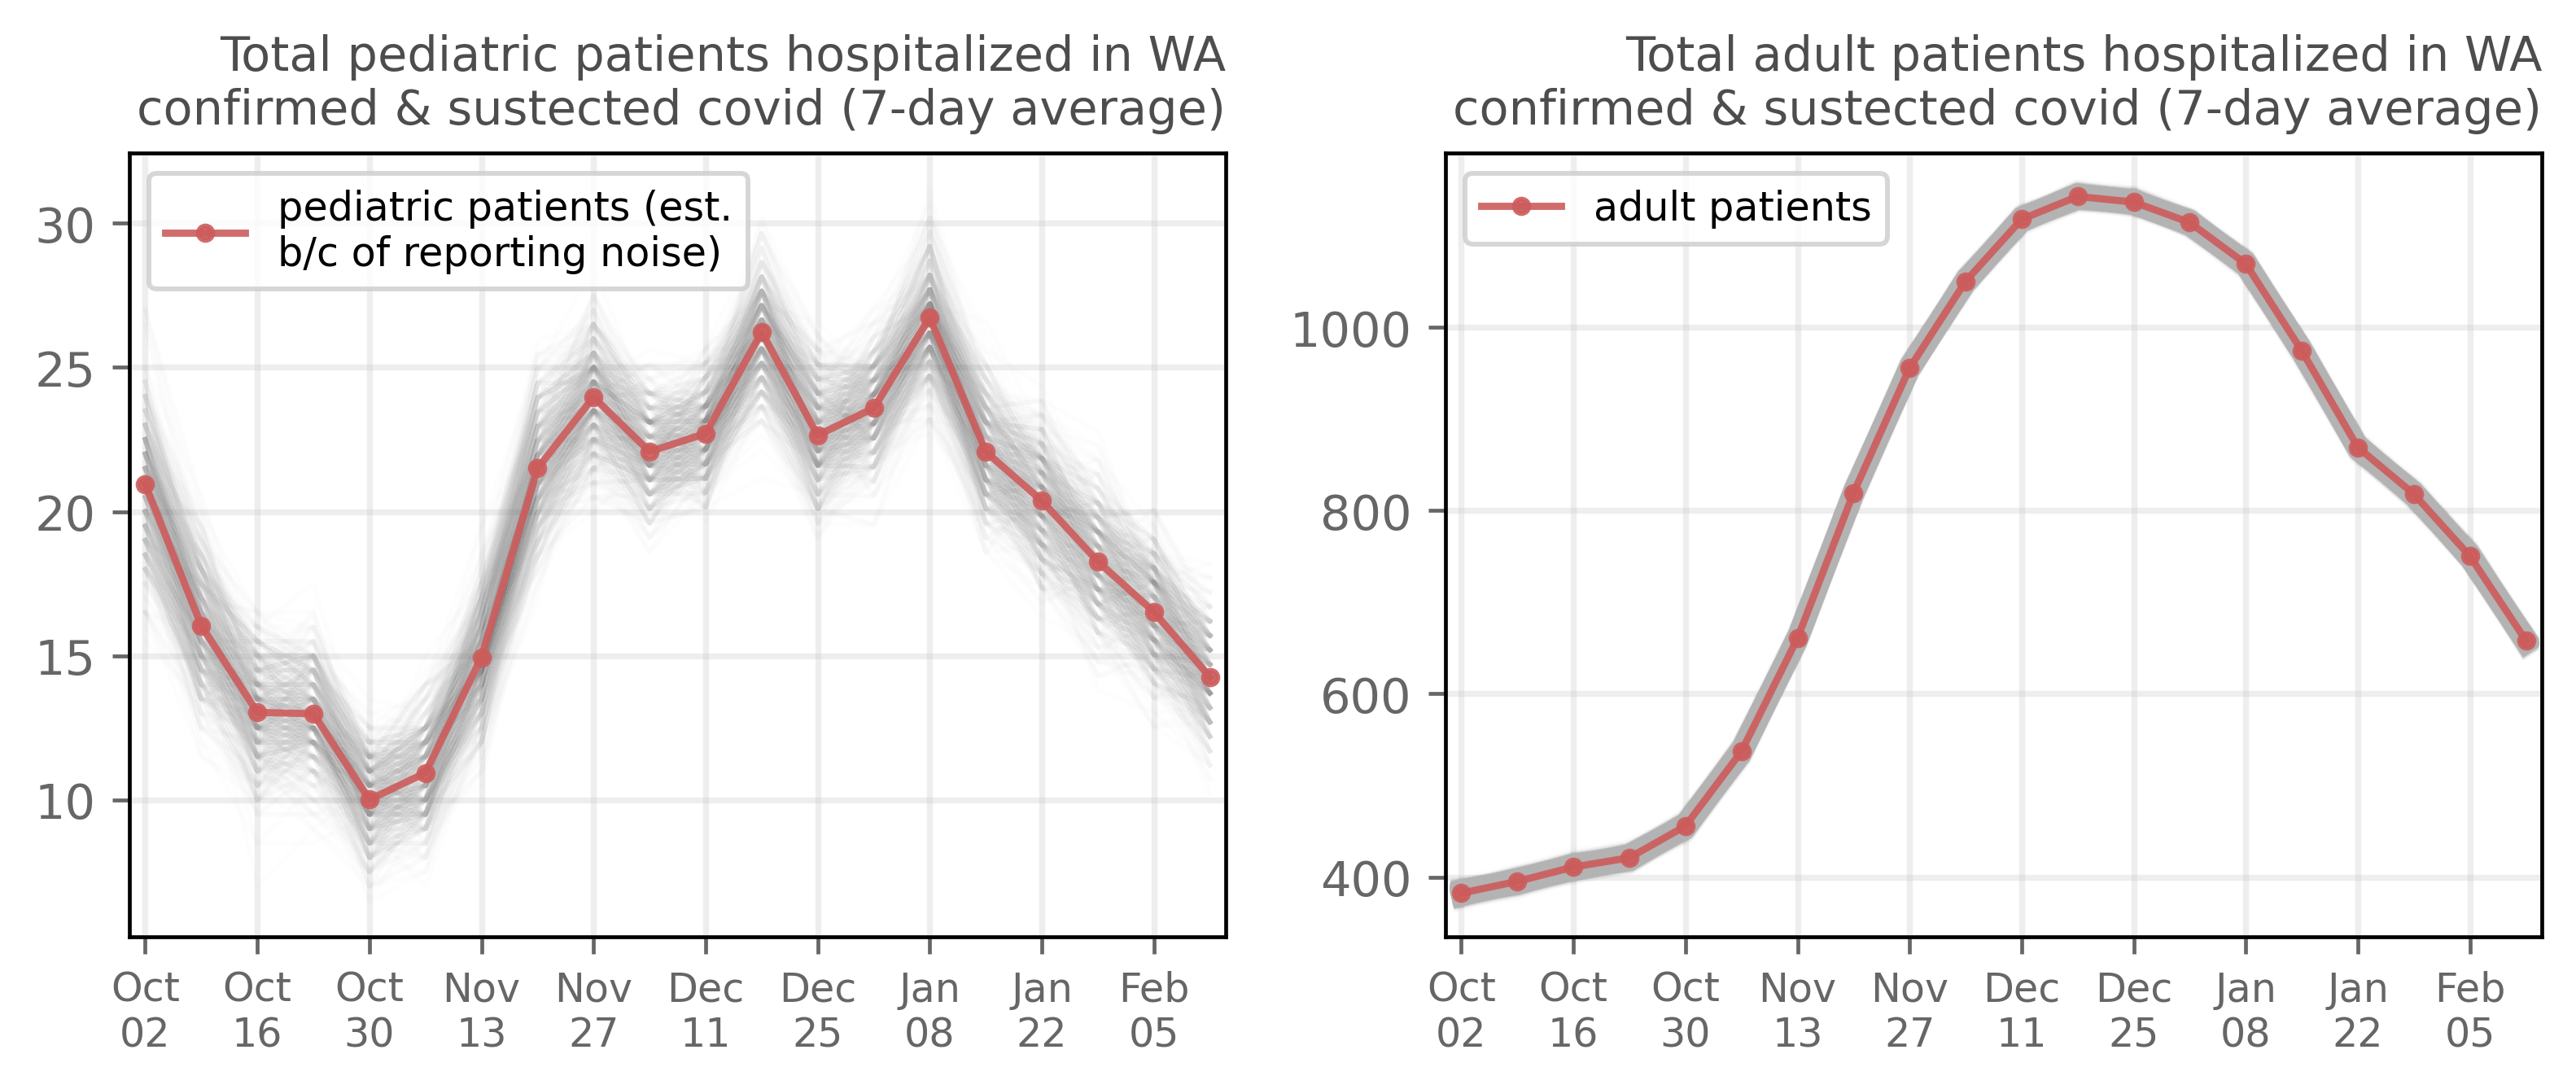 Total pediatric patients hospitalized in WA
confirmed & sustected covid (7-day average)
pediatric patients (est.
b/c of reporting noise)
30
25
20
15
10
Oct Oct Oct Nov Nov Dec Dec Jan Jan Feb
02 16 30 13 27 11 25 08 22 05
Total adult patients hospitalized in WA
confirmed & sustected covid (7-day average)
adult patients
1000
800
600
400
Oct Oct Oct Nov Nov Dec Dec Jan Jan Feb
02 16 30 13 27 11 25 08 22 05